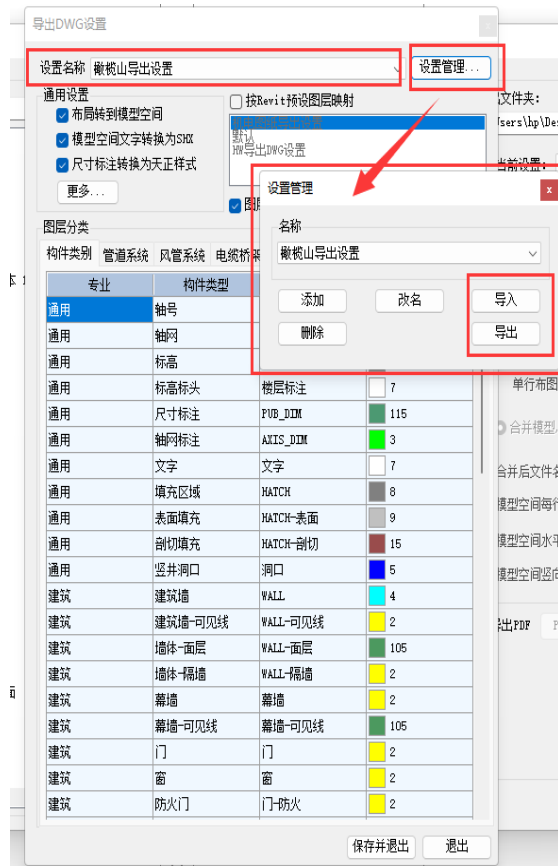 导出DWG设置
设置名称 橄榄山导出设置 设置管理...
通用设置
布局转到模型空间
模型空间文字转换为SHX
尺寸标注转换为天正样式
更多...
按Revit预设图层映射
默认
HW导出DWG设置
文件夹:
sers\hp\Des
当前设置:
设置管理 x
名称
橄榄山导出设置
添加 改名 导入
删除 导出
图层分类
构件类别 管道系统 风管系统 电缆桥
专业 构件类型
通用 轴号
通用 轴网
通用 标高
通用 标高标头 楼层标注 7
通用 尺寸标注 PUB_DIM 115
通用 轴网标注 AXIS_DIM 3
通用 文字 文字 7
通用 填充区域 HATCH 8
通用 表面填充 HATCH-表面 9
通用 剖切填充 HATCH-剖切 15
通用 竖井洞口 洞口 5
建筑 建筑墙 WALL 4
建筑 建筑墙-可见线 WALL-可见线 2
建筑 墙体-面层 WALL-面层 105
建筑 墙体-隔墙 WALL-隔墙 2
建筑 幕墙 幕墙 2
建筑 幕墙-可见线 幕墙-可见线 105
建筑 门 门 2
建筑 窗 窗 2
建筑 防火门 门-防火 2
单行布图
合并模型
合并后文件名
模型空间每行
模型空间水平
模型空间竖向
导出PDF
保存并退出 退出